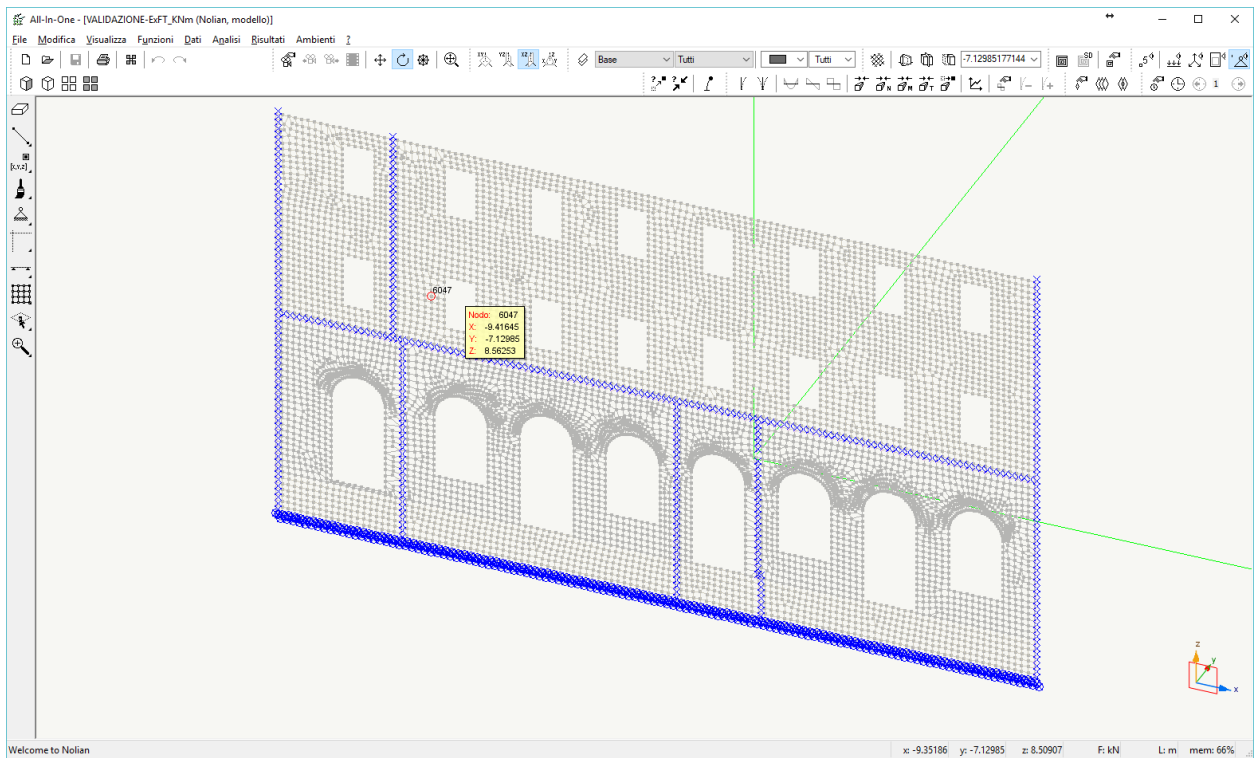 All-In-One - [VALIDAZIONE-ExFT_KNm (Nolian, modello)]
File Modifica Visualizza Funzioni Dati Analisi Risultati Ambienti ?
Base Tutti Tutti -7.12985177144
1
[x,y,z]
6047
Nodo: 6047
X: -9.41645
Y: -7.12985
Z: 8.56253
z
y
x
Welcome to Nolian x: -9.35186 y: -7.12985 z: 8.50907 F: kN L: m mem: 66%